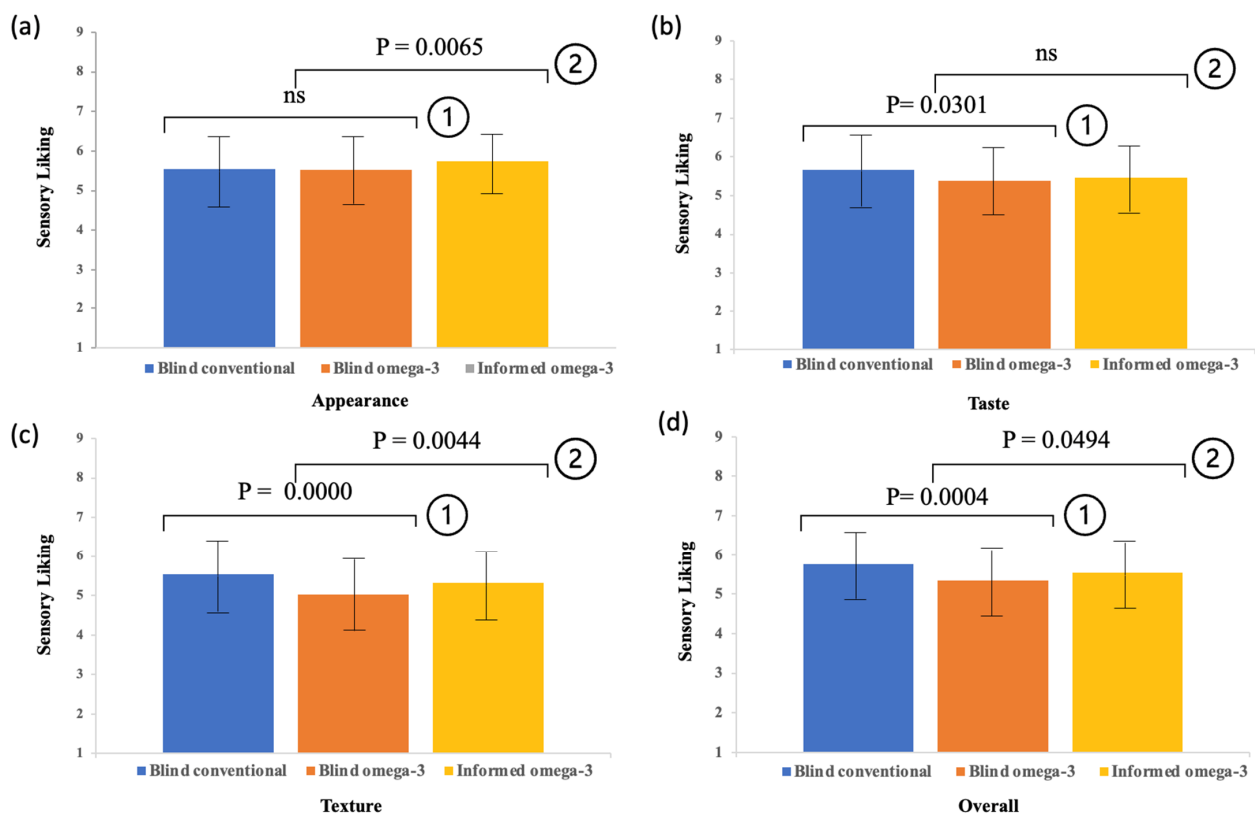 (a)
P = 0.0065
2
ns
1
Sensory Liking
9
8
7
6
5
4
3
2
1
Blind conventional Blind omega-3 Informed omega-3
Appearance
(b)
ns
2
P= 0.0301
1
Sensory Liking
9
8
7
6
5
4
3
2
1
Blind conventional Blind omega-3 Informed omega-3
Taste
(c)
P = 0.0044
2
P = 0.0000
1
Sensory Liking
9
8
7
6
5
4
3
2
1
Blind conventional Blind omega-3 Informed omega-3
Texture
(d)
P = 0.0494
2
P= 0.0004
1
Sensory Liking
9
8
7
6
5
4
3
2
1
Blind conventional Blind omega-3 Informed omega-3
Overall